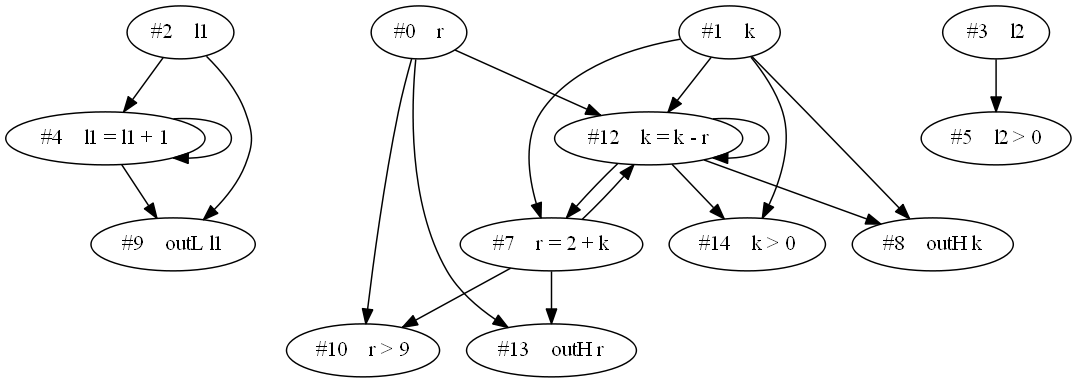 #2 l1
#0 r
#1 k
#3 l2
#4 l1 = l1 + 1
#12 k = k - r
#5 l2 > 0
#9 outL l1
#7 r = 2 + k
#14 k > 0
#8 outH k
#10 r > 9
#13 outH r